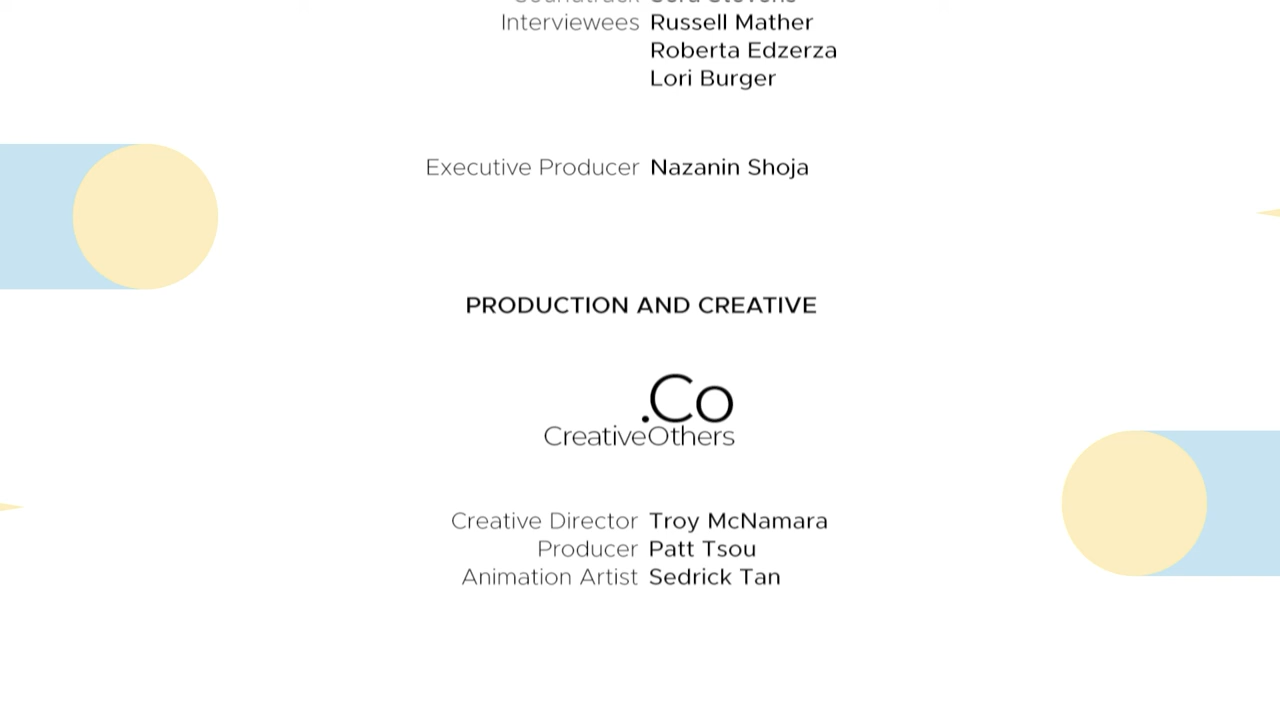 Interviewees Russell Mather
Roberta Edzerza
Lori Burger
Executive Producer Nazanin Shoja
PRODUCTION AND CREATIVE
.Co
CreativeOthers
Creative Director Troy McNamara
Producer Patt Tsou
Animation Artist Sedrick Tan